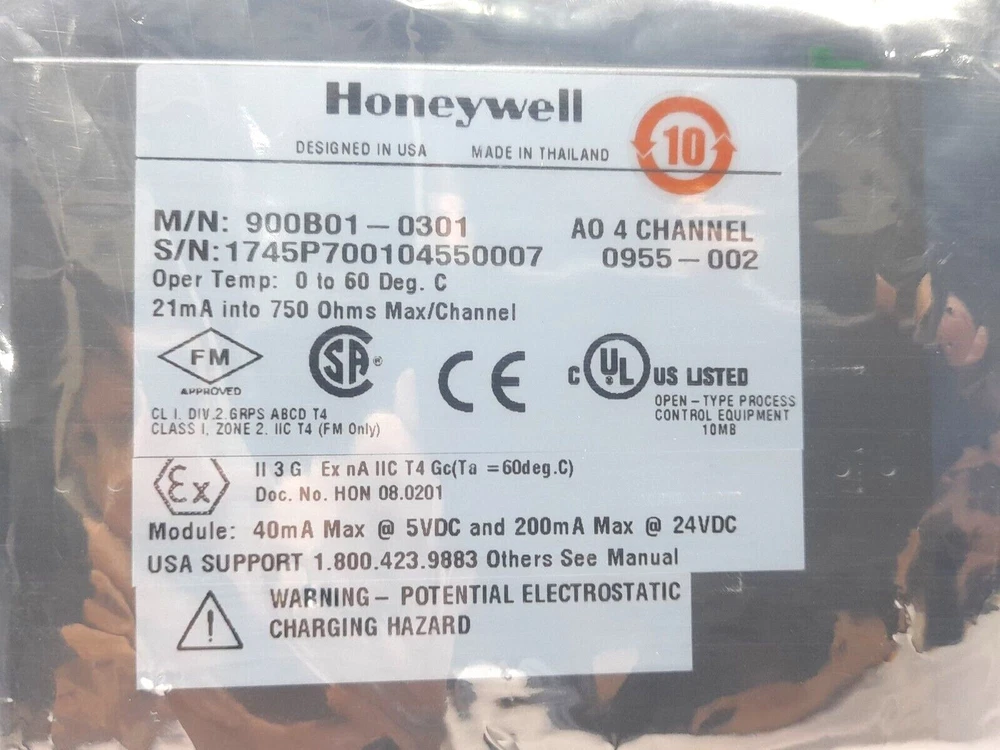 Honeywell
DESIGNED IN USA MADE IN THAILAND
10
M/N: 900B01-0301 AO 4 CHANNEL
S/N:1745P700104550007 0955-002
Oper Temp: 0 to 60 Deg. C
21mA into 750 Ohms Max/Channel
FM
APPROVED
SA
CE
c UL US LISTED
OPEN-TYPE PROCESS
CONTROL EQUIPMENT
10MB
CL I, DIV.2.GRPS ABCD T4
CLASS I, ZONE 2, IIC T4 (FM Only)
Ex
II 3 G Ex nA IIC T4 Gc(Ta =60deg.C)
Doc. No. HON 08.0201
Module: 40mA Max @ 5VDC and 200mA Max @ 24VDC
USA SUPPORT 1.800.423.9883 Others See Manual
WARNING- POTENTIAL ELECTROSTATIC
CHARGING HAZARD